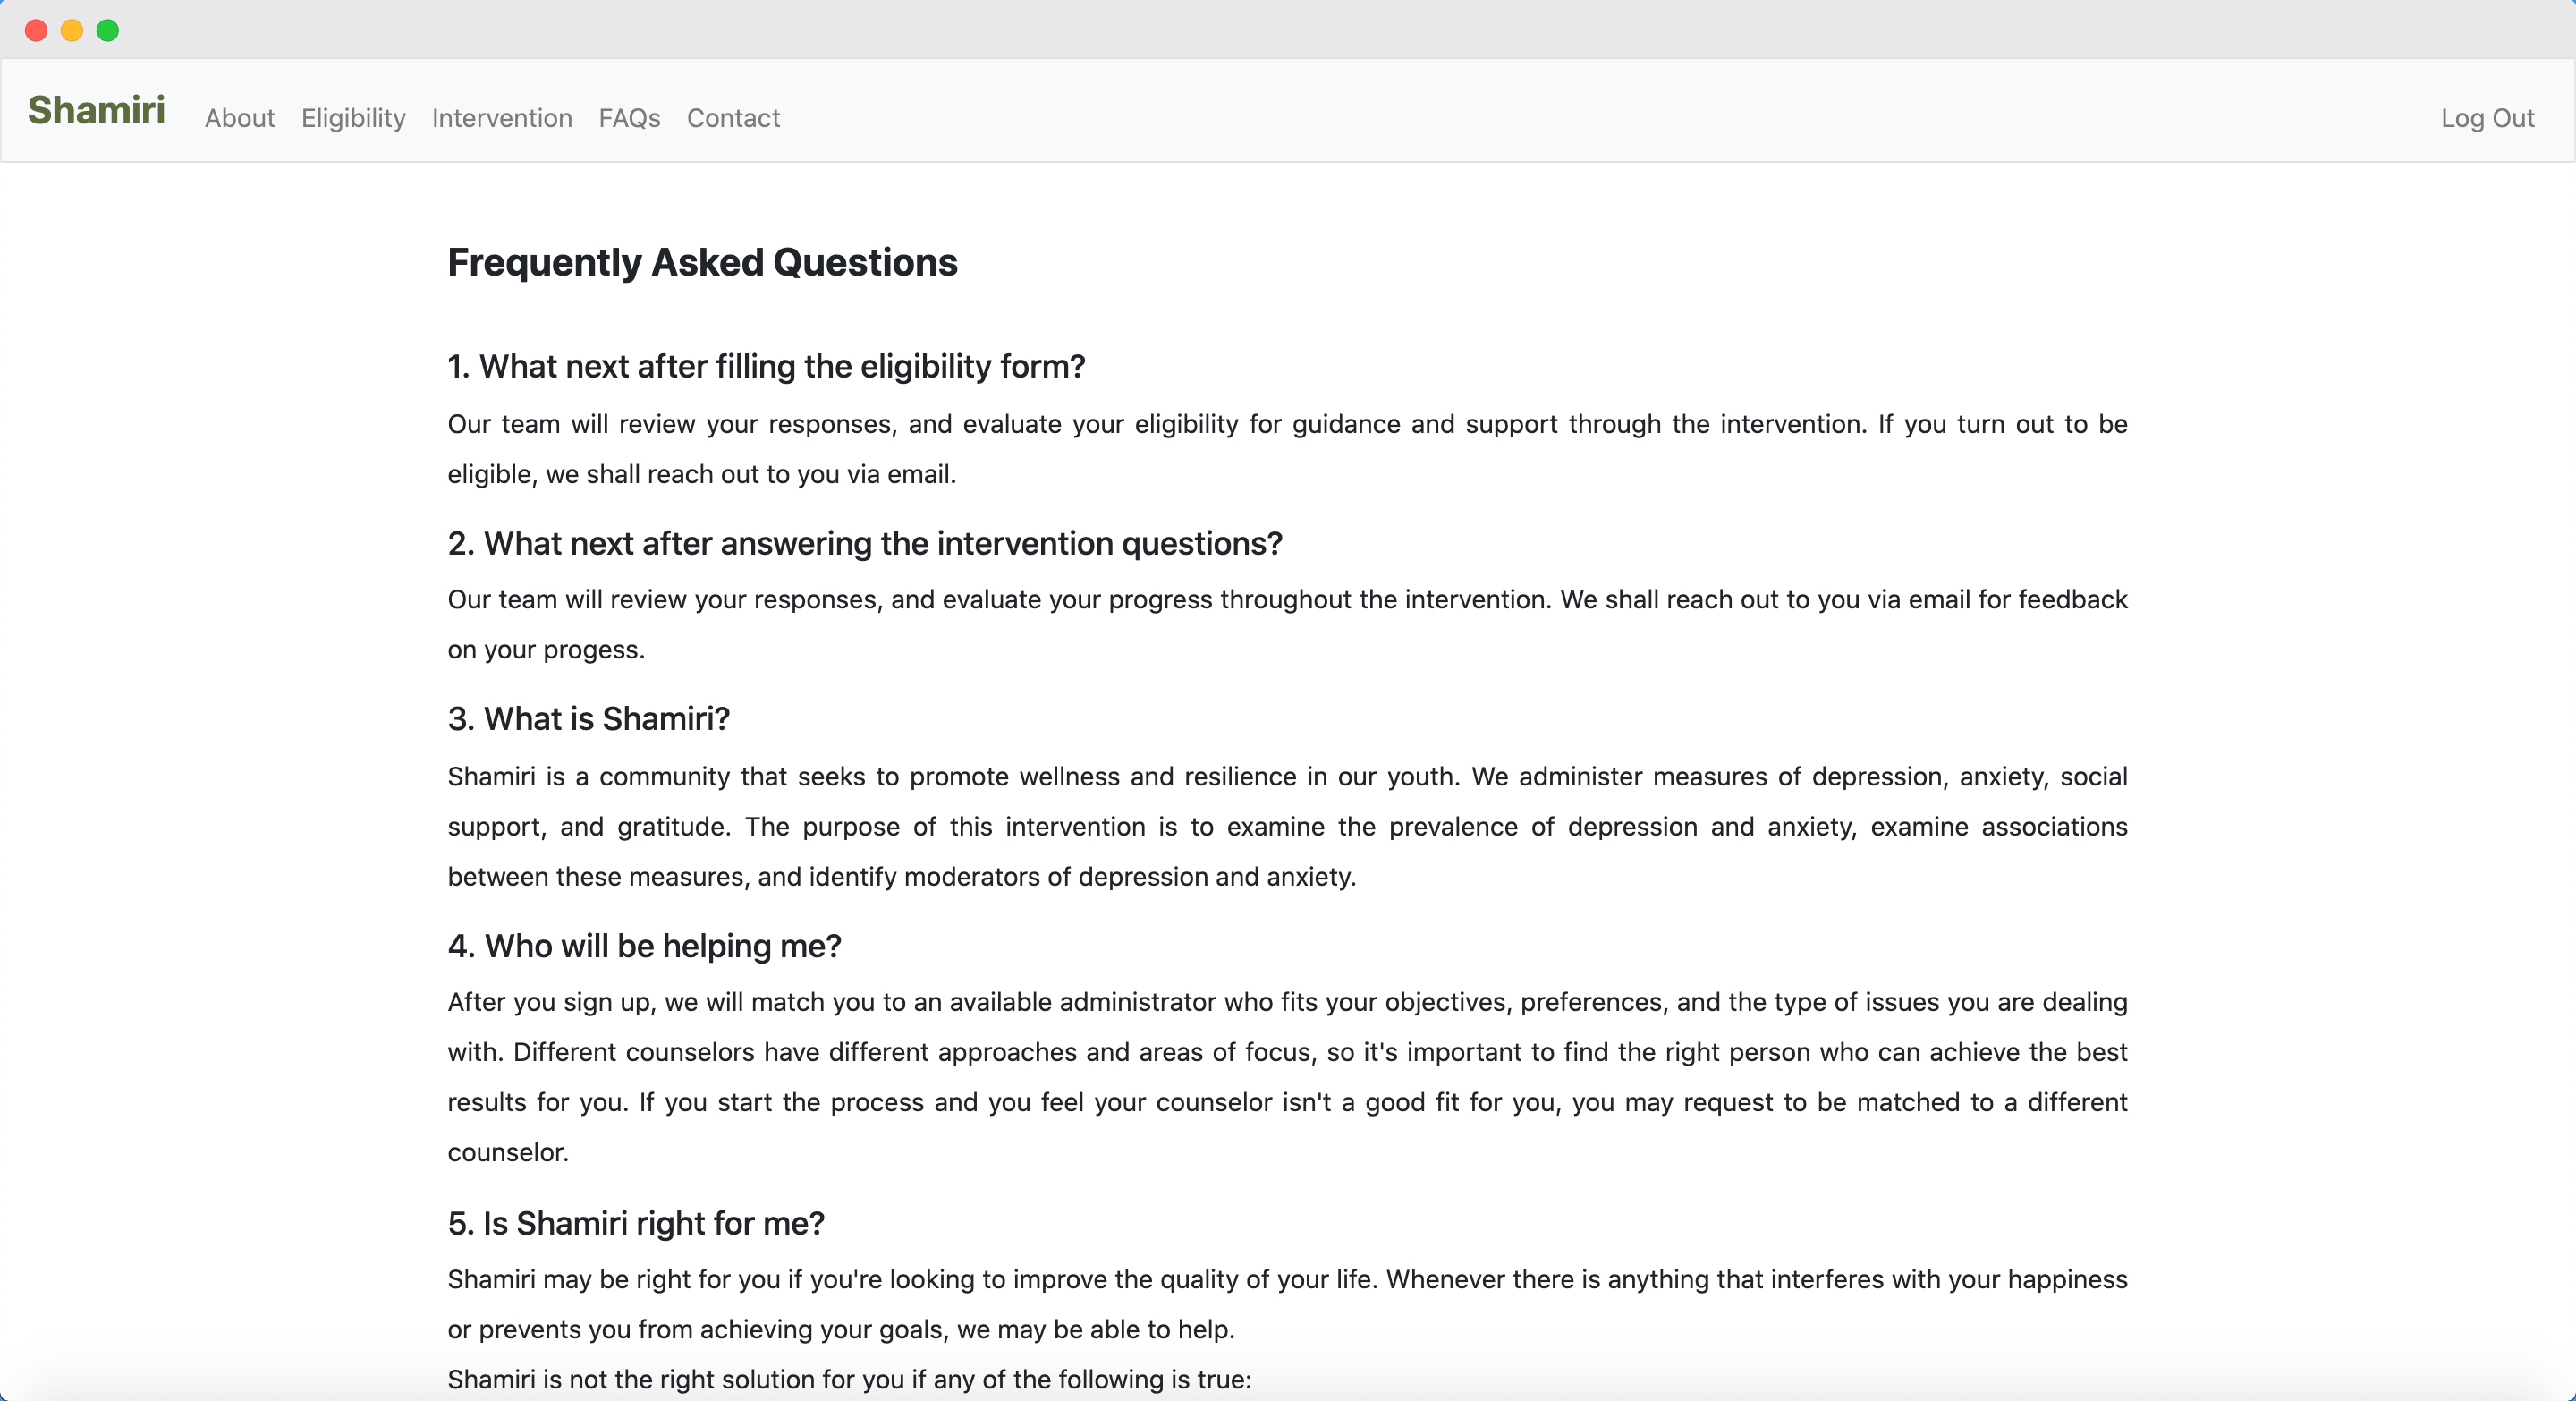 Shamiri About Eligibility Intervention FAQs Contact Log Out
Frequently Asked Questions
1. What next after filling the eligibility form?
Our team will review your responses, and evaluate your eligibility for guidance and support through the intervention. If you turn out to be
eligible, we shall reach out to you via email.
2. What next after answering the intervention questions?
Our team will review your responses, and evaluate your progress throughout the intervention. We shall reach out to you via email for feedback
on your progess.
3. What is Shamiri?
Shamiri is a community that seeks to promote wellness and resilience in our youth. We administer measures of depression, anxiety, social
support, and gratitude. The purpose of this intervention is to examine the prevalence of depression and anxiety, examine associations
between these measures, and identify moderators of depression and anxiety.
4. Who will be helping me?
After you sign up, we will match you to an available administrator who fits your objectives, preferences, and the type of issues you are dealing
with. Different counselors have different approaches and areas of focus, so it's important to find the right person who can achieve the best
results for you. If you start the process and you feel your counselor isn't a good fit for you, you may request to be matched to a different
counselor.
5. Is Shamiri right for me?
Shamiri may be right for you if you're looking to improve the quality of your life. Whenever there is anything that interferes with your happiness
or prevents you from achieving your goals, we may be able to help.
Shamiri is not the right solution for you if any of the following is true: